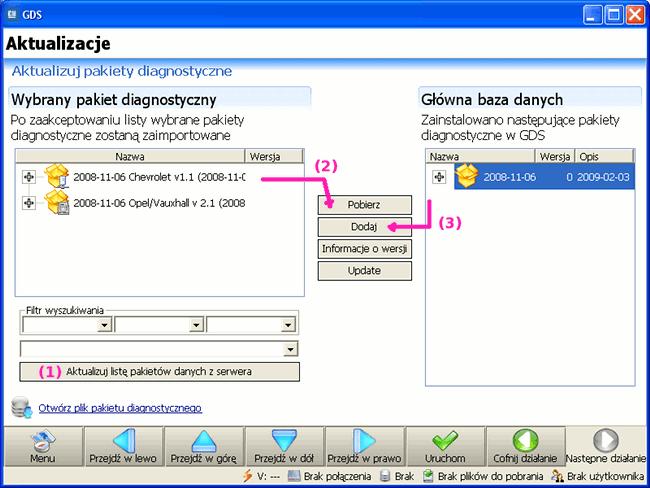 GDS
Aktualizacje
Aktualizuj pakiety diagnostyczne
Wybrany pakiet diagnostyczny
Po zaakceptowaniu listy wybrane pakiety
diagnostyczne zostaną zaimportowane
Nazwa Wersja
2008-11-06 Chevrolet v1.1 (2008-11-0
2008-11-06 Opel/Vauxhall v 2.1 (2008
(2)
Pobierz
Dodaj
(3)
Informacje o wersji
Update
Główna baza danych
Zainstalowano następujące pakiety
diagnostyczne w GDS
Nazwa Wersja Opis
2008-11-06 0 2009-02-03
Filtr wyszukiwania
(1) Aktualizuj listę pakietów danych z serwera
Otwórz plik pakietu diagnostycznego
Menu Przejdź w lewo Przejdź w górę Przejdź w dół Przejdź w prawo Uruchom Cofnij działanie Następne działanie
V: --- Brak połączenia Brak Brak plików do pobrania Brak użytkownika